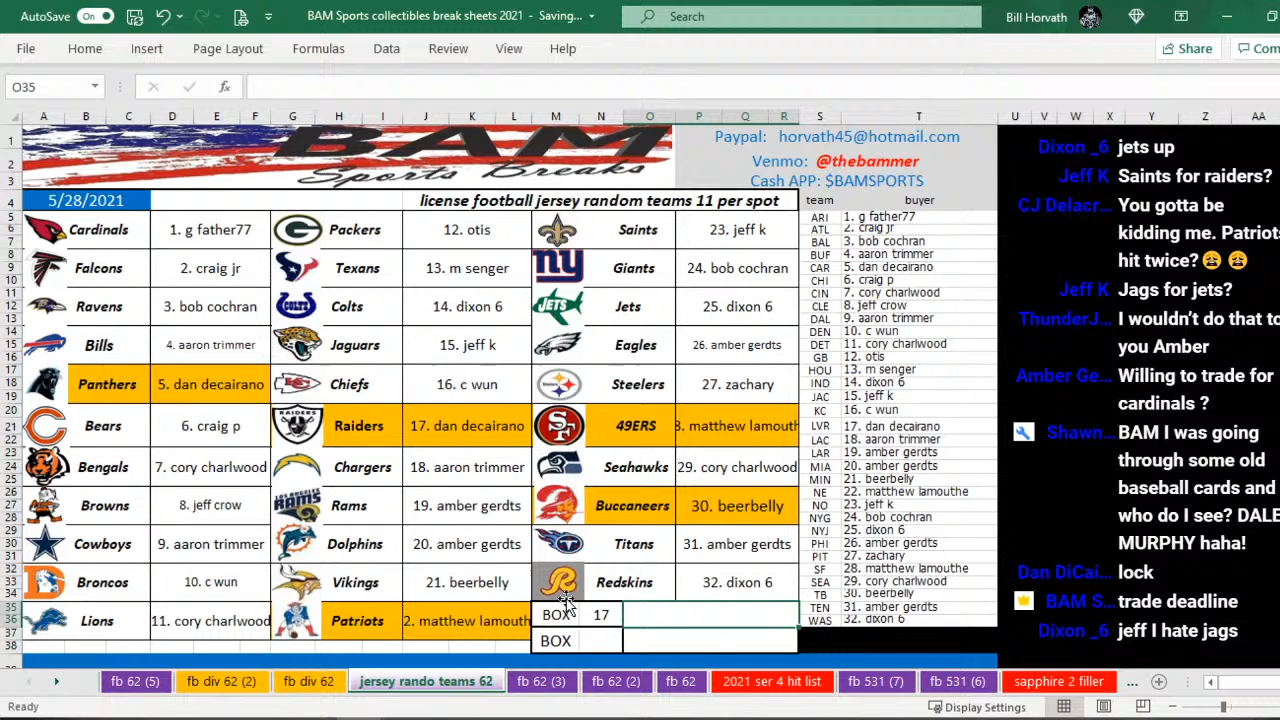 AutoSave On BAM Sports collectibles break sheets 2021 - Saving... Search Bill Horvath
File Home Insert Page Layout Formulas Data Review View Help Share Com
O35 fx
A B C D E F G H I J K L M N O P Q R S T U V W X Y Z AA
BAM
Sports Breaks
Paypal: horvath45@hotmail.com
Venmo: @thebammer
Cash APP: $BAMSPORTS
5/28/2021 license football jersey random teams 11 per spot team buyer
Cardinals 1. g father77 Packers 12. otis Saints 23. jeff k
Falcons 2. craig jr Texans 13. m senger Giants 24. bob cochran
Ravens 3. bob cochran Colts 14. dixon 6 Jets 25. dixon 6
Bills 4. aaron trimmer Jaguars 15. jeff k Eagles 26. amber gerdts
Panthers 5. dan decairano Chiefs 16. c wun Steelers 27. zachary
Bears 6. craig p Raiders 17. dan decairano 49ERS 3. matthew lamouth
Bengals 7. cory charlwood Chargers 18. aaron trimmer Seahawks 29. cory charlwood
Browns 8. jeff crow Rams 19. amber gerdts Buccaneers 30. beerbelly
Cowboys 9. aaron trimmer Dolphins 20. amber gerdts Titans 31. amber gerdts
Broncos 10. c wun Vikings 21. beerbelly Redskins 32. dixon 6
Lions 11. cory charlwood Patriots 2. matthew lamouth BOX 17
BOX
ARI 1. g father77
ATL 2. craig jr
BAL 3. bob cochran
BUF 4. aaron trimmer
CAR 5. dan decairano
CHI 6. craig p
CIN 7. cory charlwood
CLE 8. jeff crow
DAL 9. aaron trimmer
DEN 10. c wun
DET 11. cory charlwood
GB 12. otis
HOU 13. m senger
IND 14. dixon 6
JAC 15. jeff k
KC 16. c wun
LVR 17. dan decairano
LAC 18. aaron trimmer
LAR 19. amber gerdts
MIA 20. amber gerdts
MIN 21. beerbelly
NE 22. matthew lamouthe
NO 23. jeff k
NYG 24. bob cochran
NYJ 25. dixon 6
PHI 26. amber gerdts
PIT 27. zachary
SF 28. matthew lamouthe
SEA 29. cory charlwood
TB 30. beerbelly
TEN 31. amber gerdts
WAS 32. dixon 6
Dixon _6 jets up
Jeff K Saints for raiders?
CJ Delacr... You gotta be
kidding me. Patriots
hit twice? 😩 😩
Jeff K Jags for jets?
ThunderJ... I wouldn't do that to
you Amber
Amber Ge... Willing to trade for
cardinals ?
Shawn... BAM I was going
through some old
baseball cards and
who do I see? DALE
MURPHY haha!
Dan DiCai... lock
BAM S... trade deadline
Dixon _6 jeff I hate jags
fb 62 (5) fb div 62 (2) fb div 62 jersey rando teams 62 fb 62 (3) fb 62 (2) fb 62 2021 ser 4 hit list fb 531 (7) fb 531 (6) sapphire 2 filler ...
Ready Display Settings